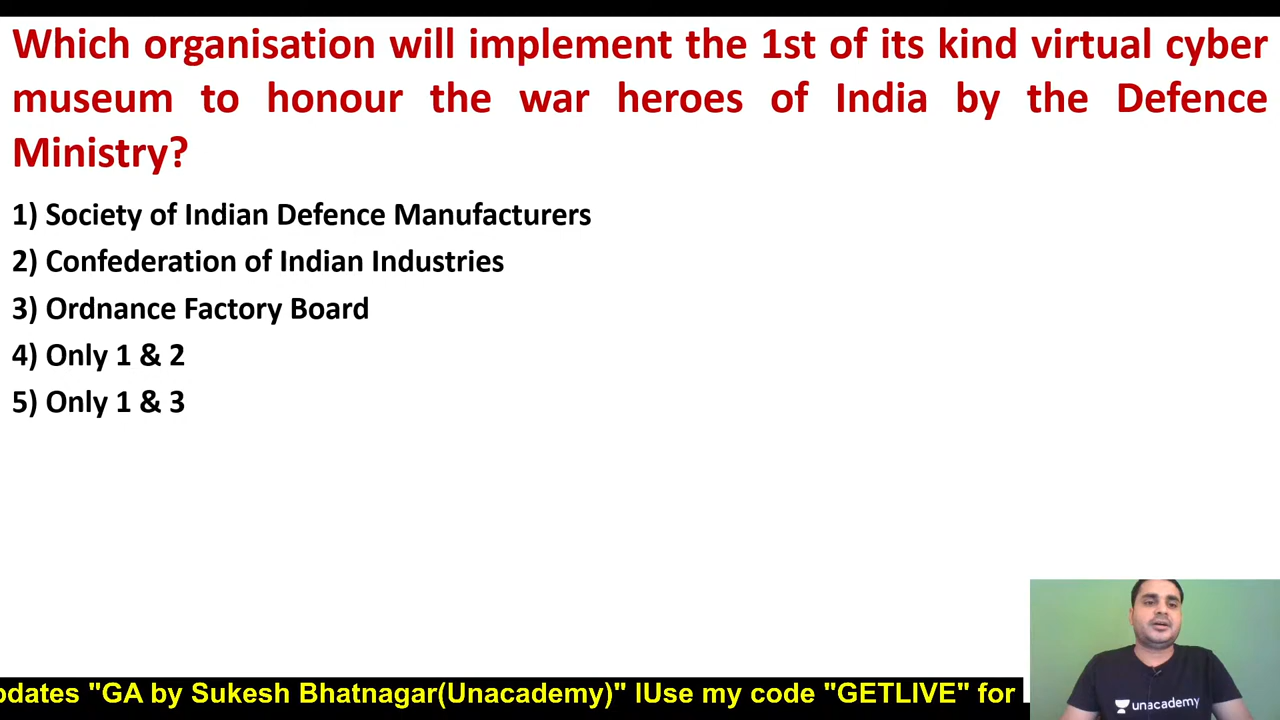 Which organisation will implement the 1st of its kind virtual cyber
museum to honour the war heroes of India by the Defence
Ministry?
1) Society of Indian Defence Manufacturers
2) Confederation of Indian Industries
3) Ordnance Factory Board
4) Only 1 & 2
5) Only 1 & 3
pdates "GA by Sukesh Bhatnagar(Unacademy)" IUse my code "GETLIVE" for
unacademy